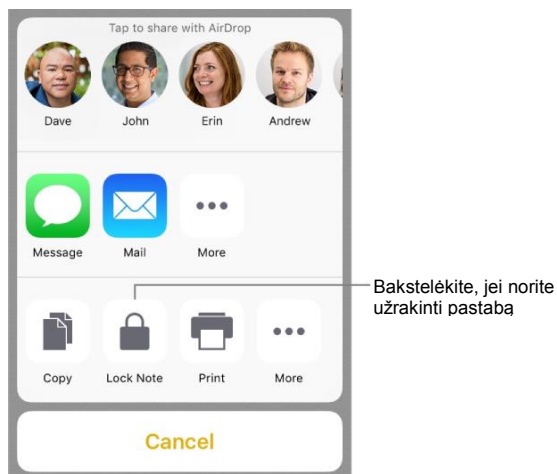 Tap to share with AirDrop
Dave John Erin Andrew
Message Mail More
Bakstelėkite, jei norite
užrakinti pastabą
Copy Lock Note Print More
Cancel